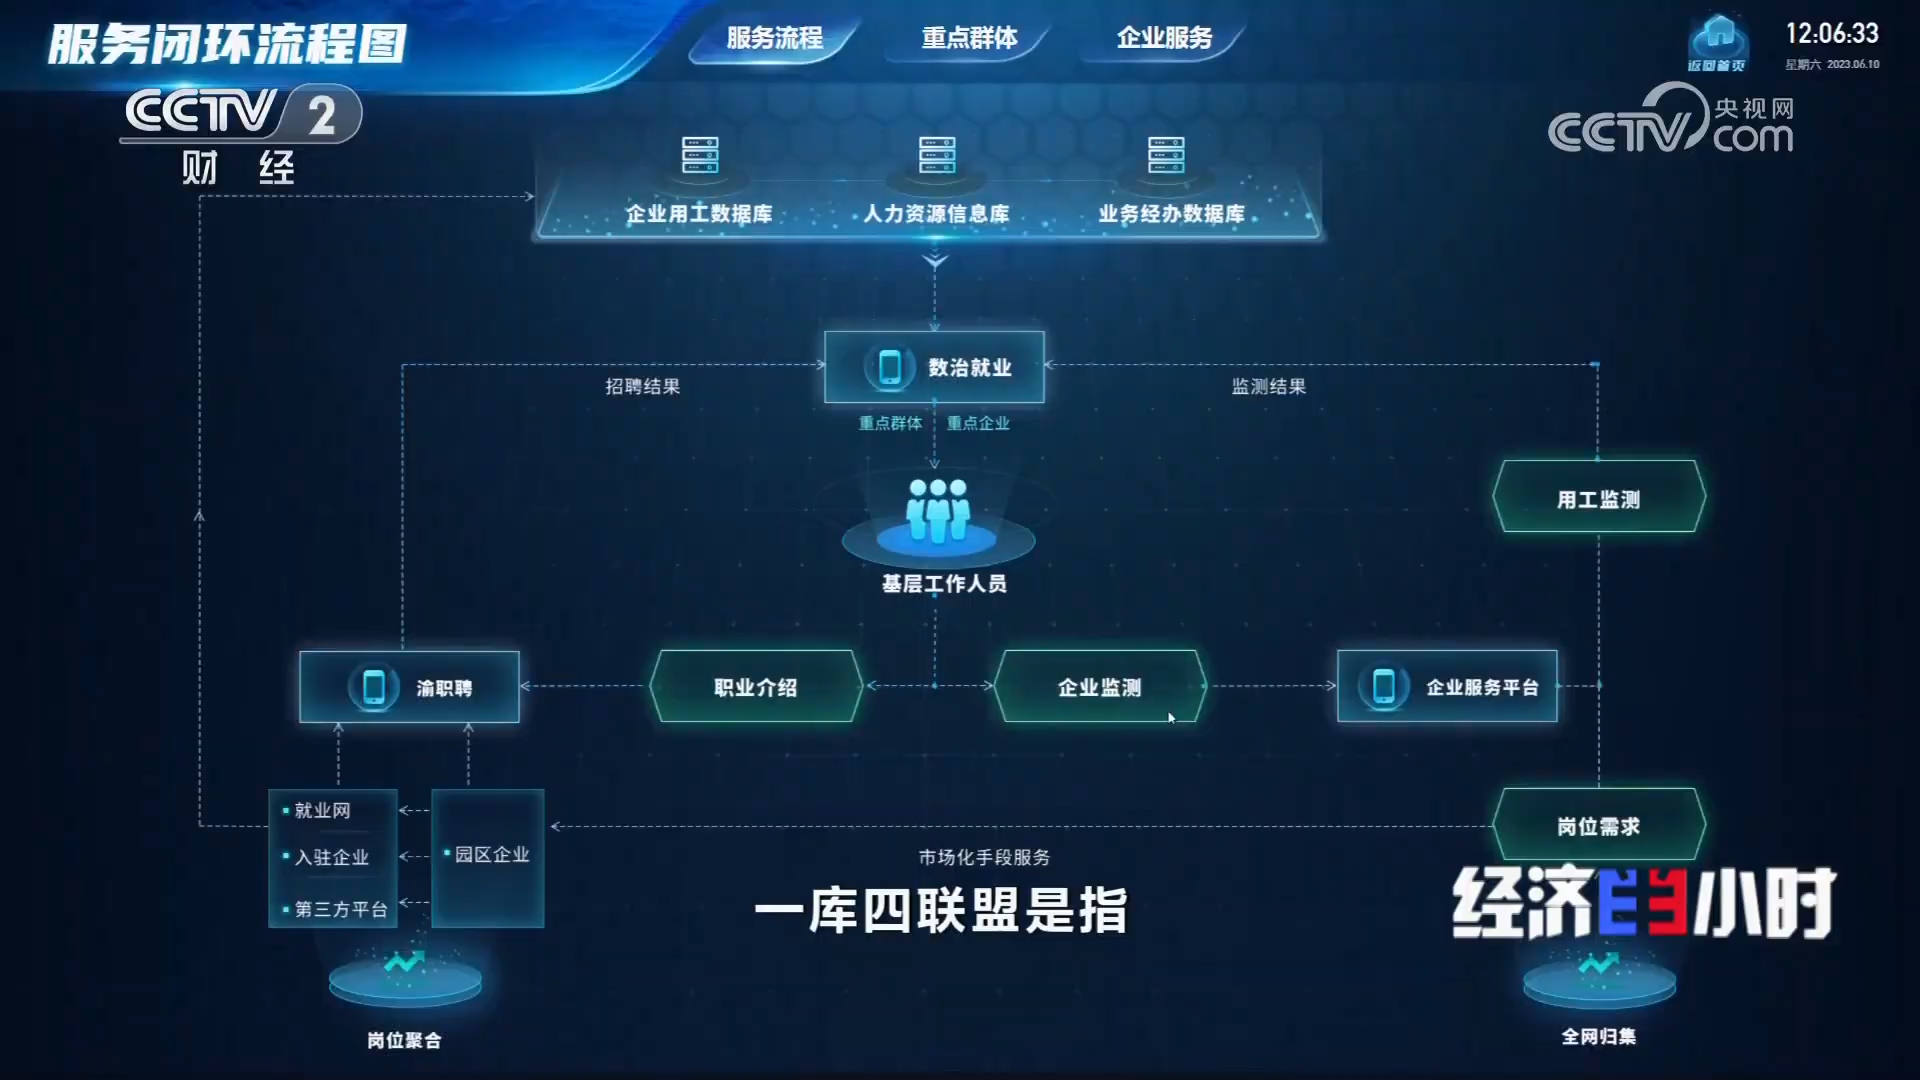 服务闭环流程图
服务流程
重点群体
企业服务
返回首页
12:06:33
星期六 2023.06.10
CCTV 2
财 经
CCTV 央视网
com
企业用工数据库
人力资源信息库
业务经办数据库
数治就业
招聘结果
监测结果
重点群体
重点企业
用工监测
基层工作人员
渝职聘
职业介绍
企业监测
企业服务平台
就业网
入驻企业
第三方平台
园区企业
岗位需求
市场化手段服务
一库四联盟是指
经济半小时
岗位聚合
全网归集